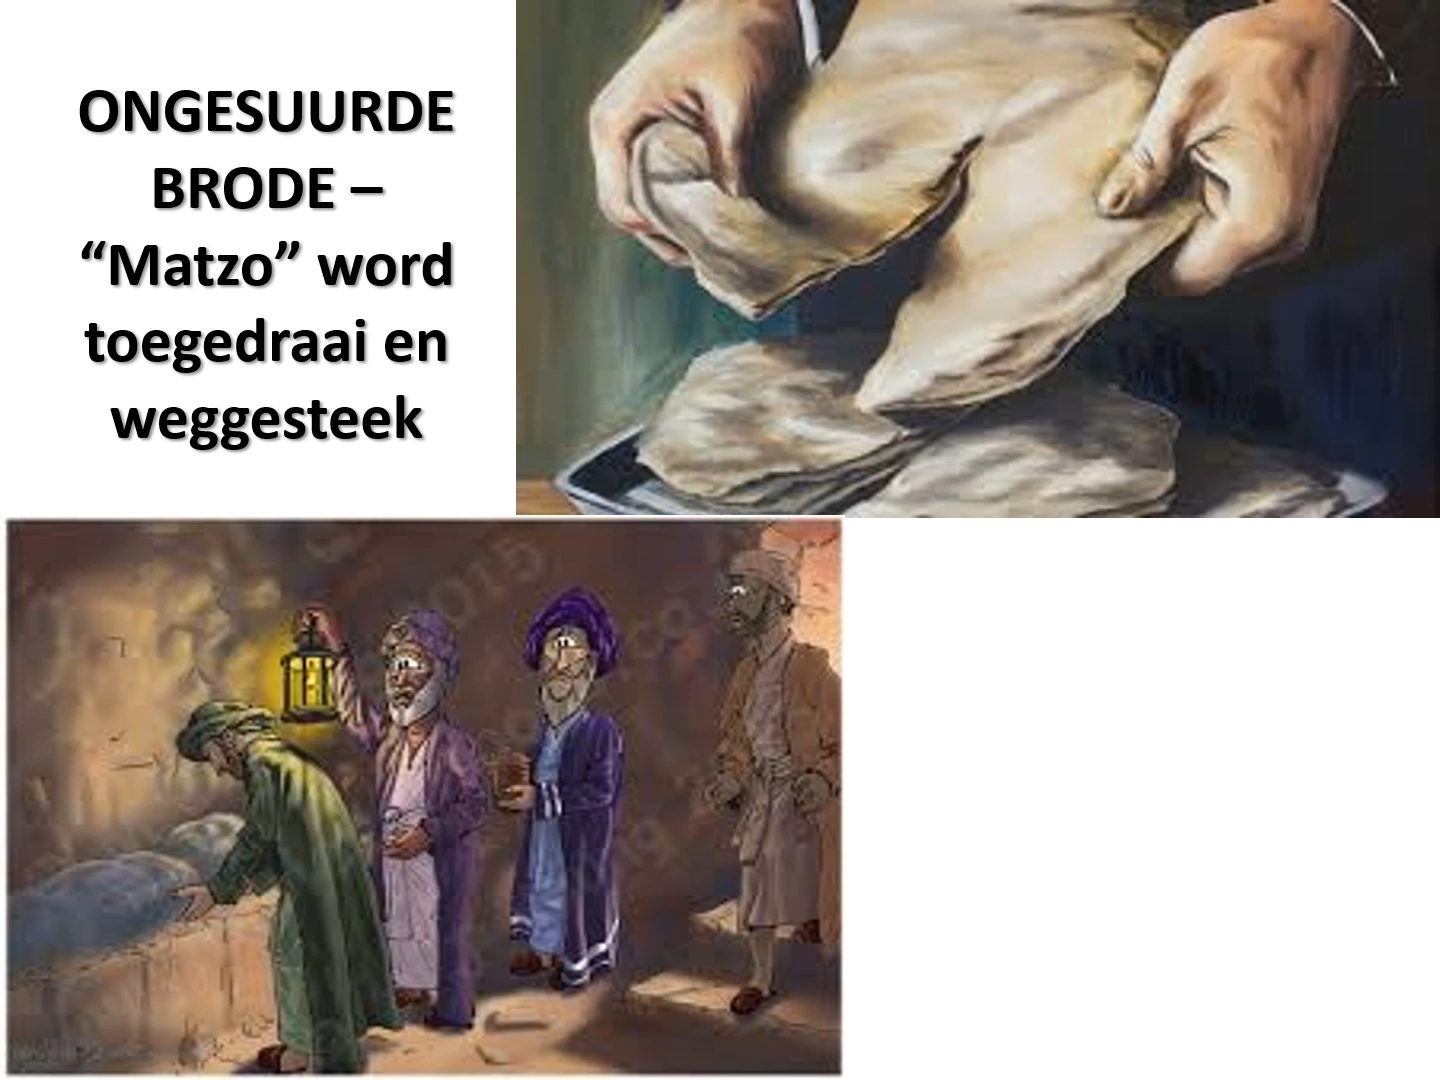 ONGESUURDE
BRODE –
“Matzo” word
toegedraai en
weggesteek